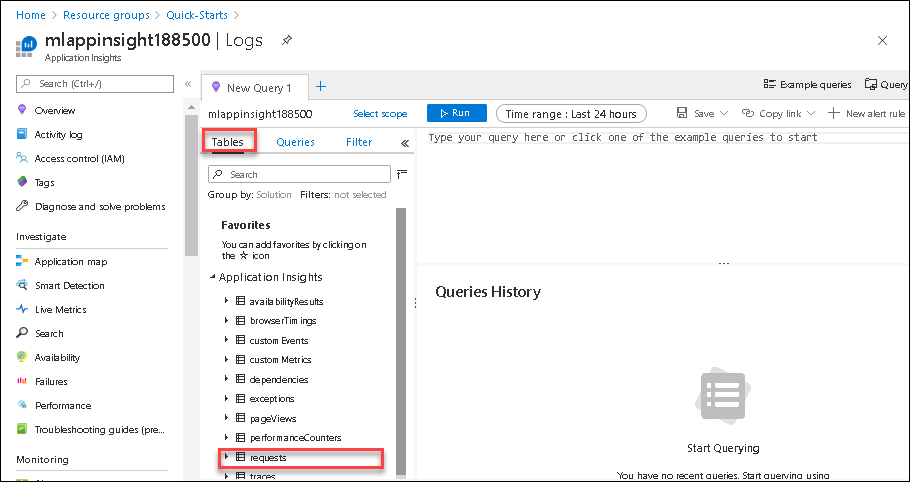 Home > Resource groups > Quick-Starts >
mlappinsight188500 | Logs
Application Insights
Search (Ctrl+/)
Overview
Activity log
Access control (IAM)
Tags
Diagnose and solve problems
Investigate
Application map
Smart Detection
Live Metrics
Search
Availability
Failures
Performance
Troubleshooting guides (pre...
Monitoring
New Query 1
Example queries
Query
mlappinsight188500
Select scope
Run
Time range : Last 24 hours
Save
Copy link
New alert rule
Tables
Queries
Filter
Search
Group by: Solution Filters: not selected
Favorites
You can add favorites by clicking on
the ☆ icon
Application Insights
availabilityResults
browserTimings
customEvents
customMetrics
dependencies
exceptions
pageViews
performanceCounters
requests
traces
Type your query here or click one of the example queries to start
...
Queries History
Start Querying
You have no recent queries. Start querying using